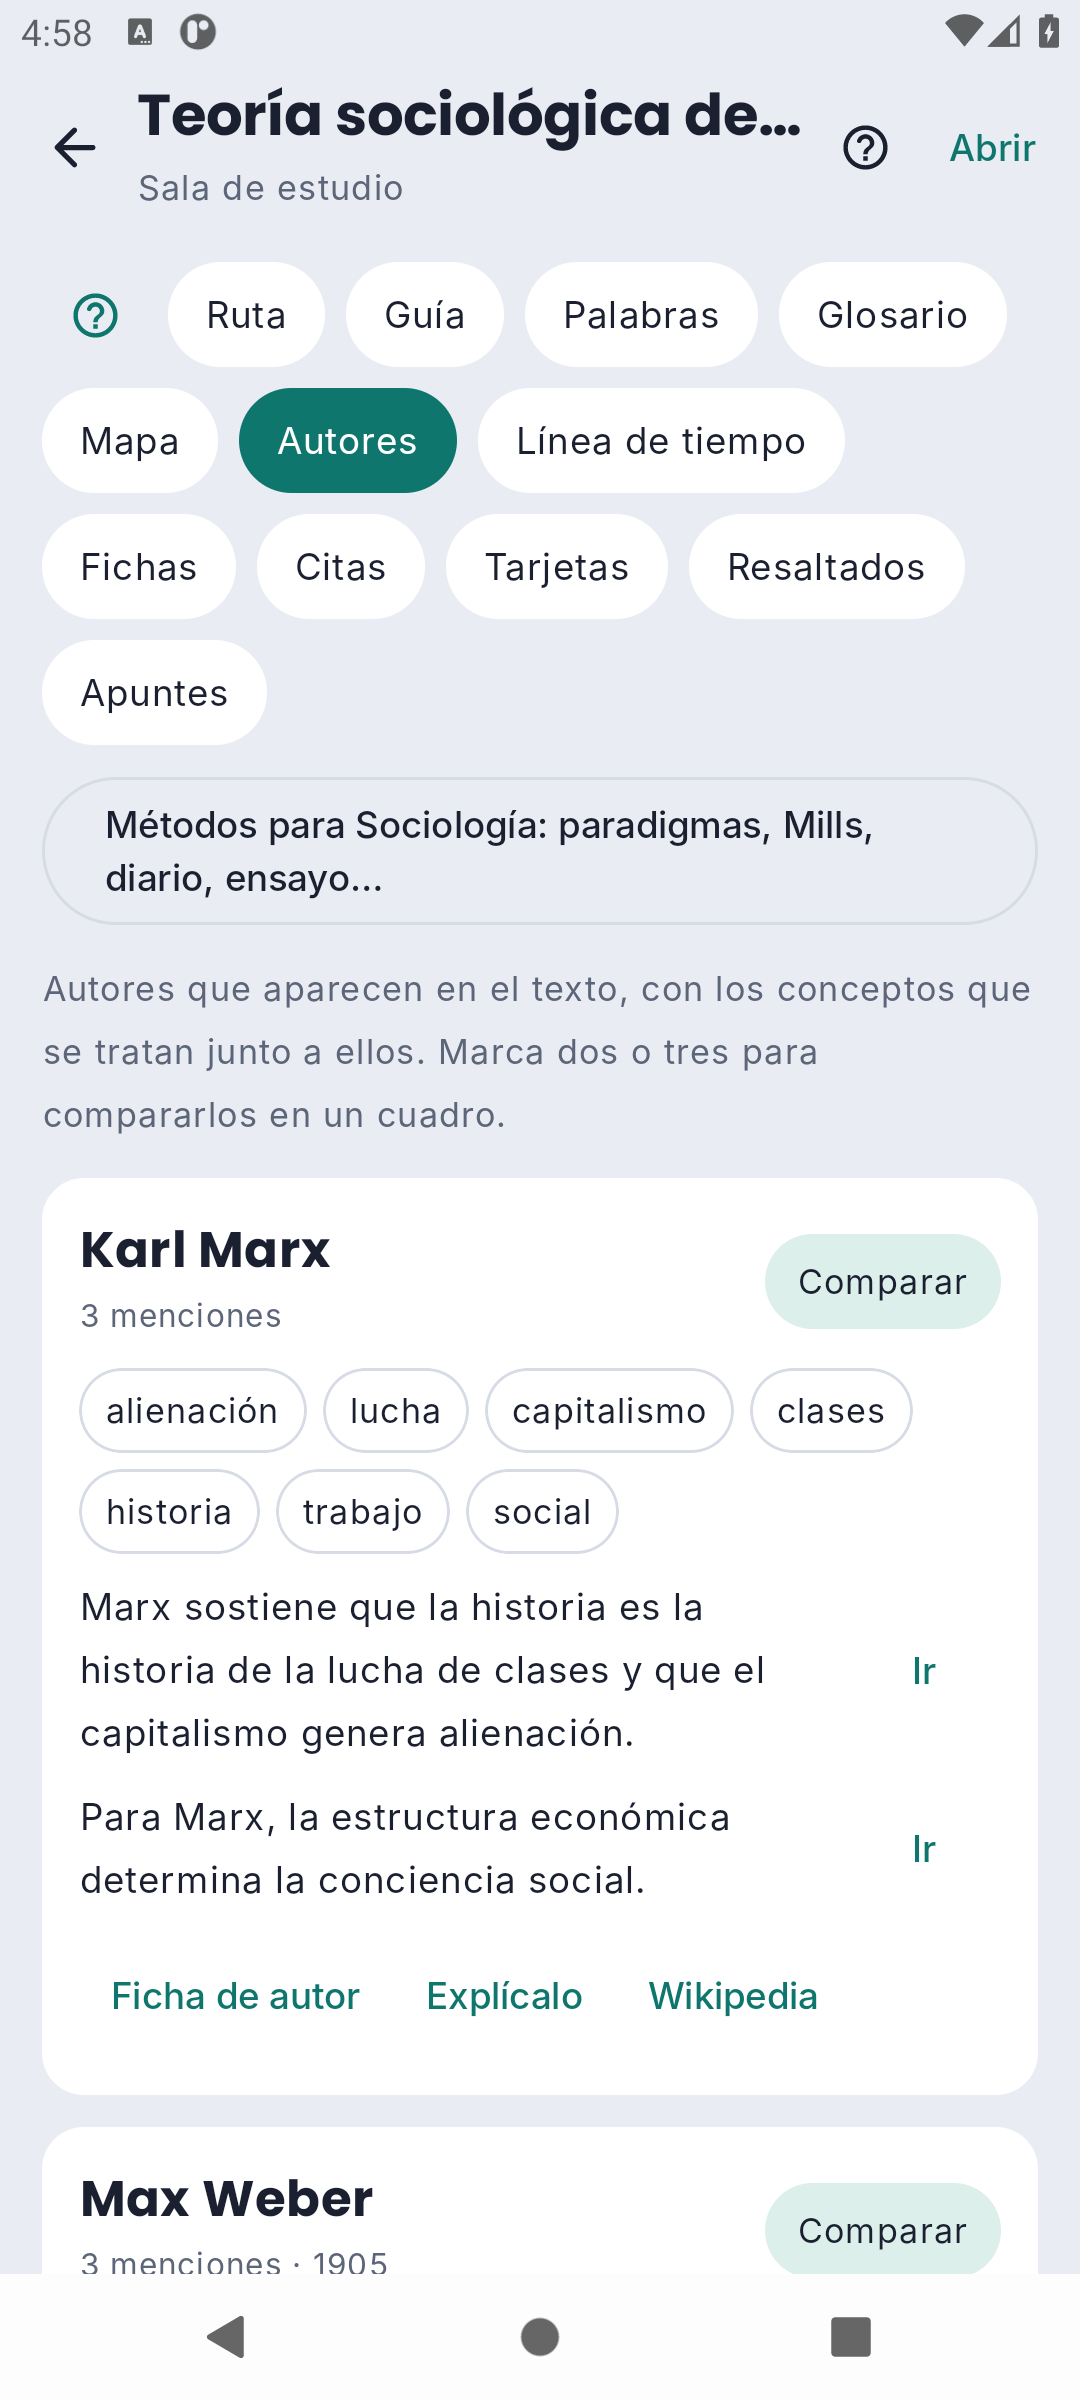 4:58
Teoría sociológica de...
Sala de estudio
Abrir
Ruta
Guía
Palabras
Glosario
Mapa
Autores
Línea de tiempo
Fichas
Citas
Tarjetas
Resaltados
Apuntes
Métodos para Sociología: paradigmas, Mills,
diario, ensayo...
Autores que aparecen en el texto, con los conceptos que
se tratan junto a ellos. Marca dos o tres para
compararlos en un cuadro.
Karl Marx
3 menciones
Comparar
alienación
lucha
capitalismo
clases
historia
trabajo
social
Marx sostiene que la historia es la
historia de la lucha de clases y que el
capitalismo genera alienación.
Ir
Para Marx, la estructura económica
determina la conciencia social.
Ir
Ficha de autor
Explícalo
Wikipedia
Max Weber
3 menciones · 1905
Comparar